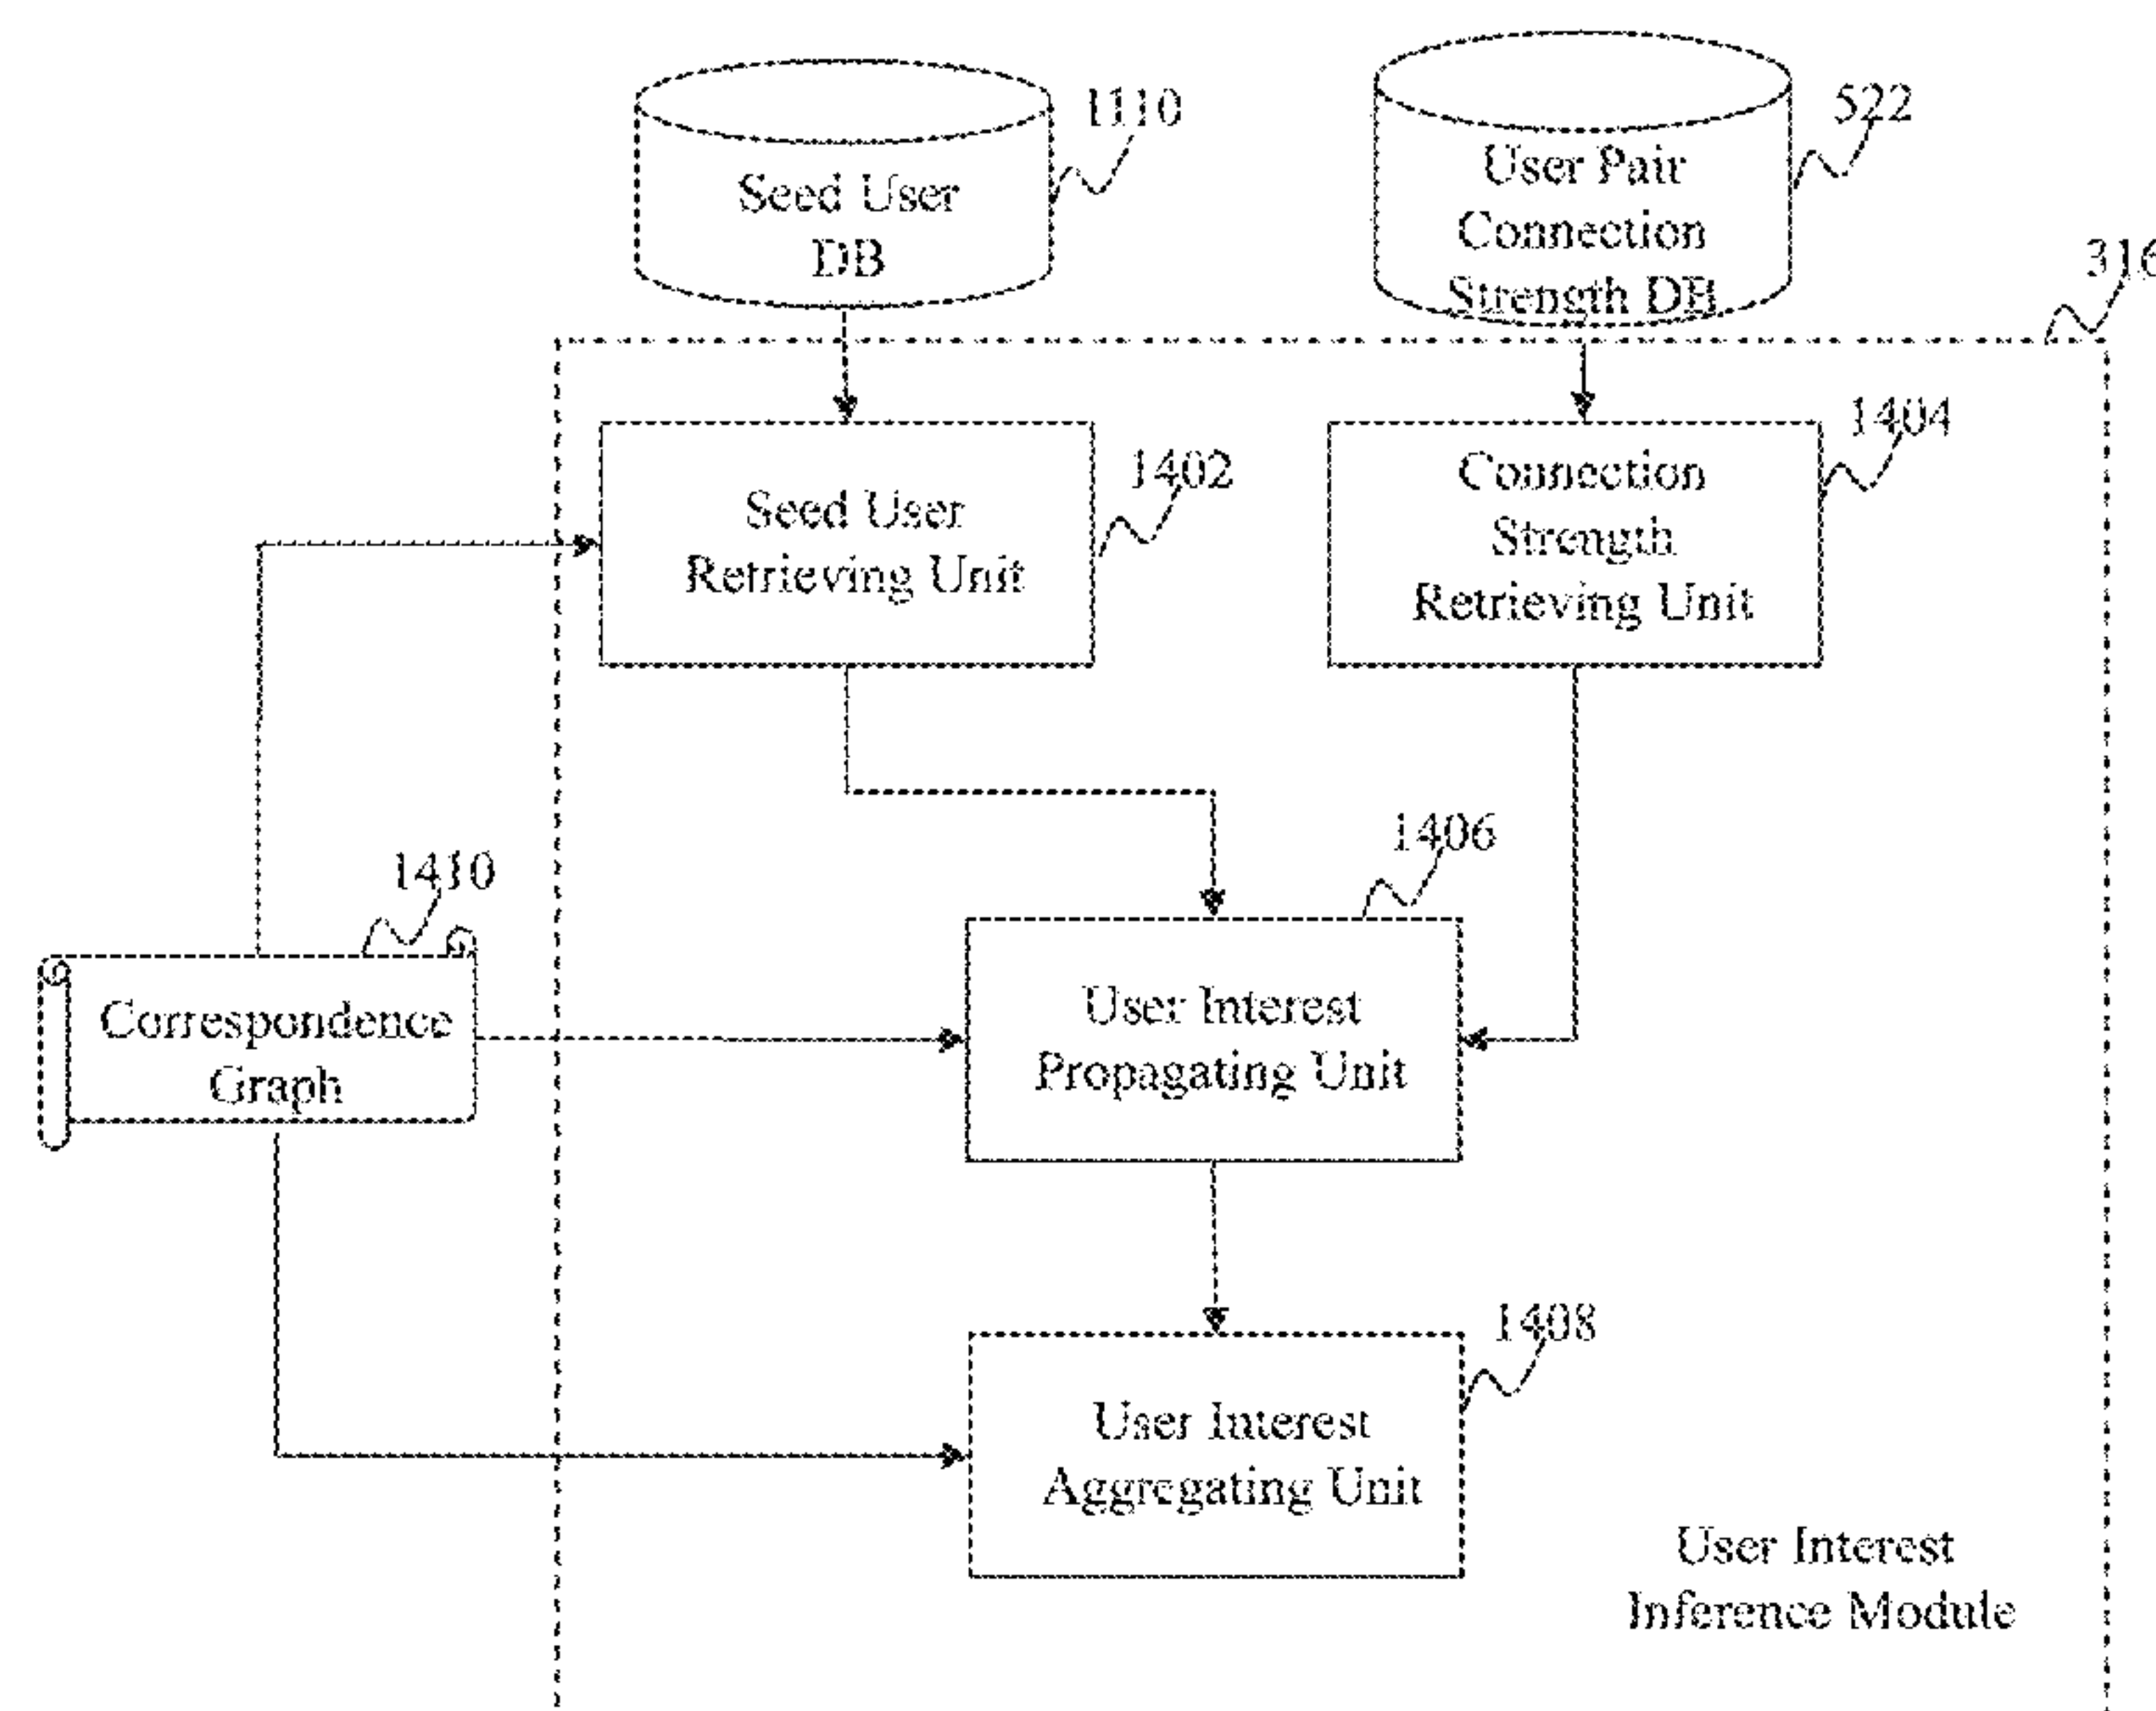 1110
522
Seed User
DB
User Pair
Connection
Strength DB
316
1402
1404
Seed User
Retrieving Unit
Connection
Strength
Retrieving Unit
1410
1406
Correspondence
Graph
User Interest
Propagating Unit
1408
User Interest
Aggregating Unit
User Interest
Inference Module